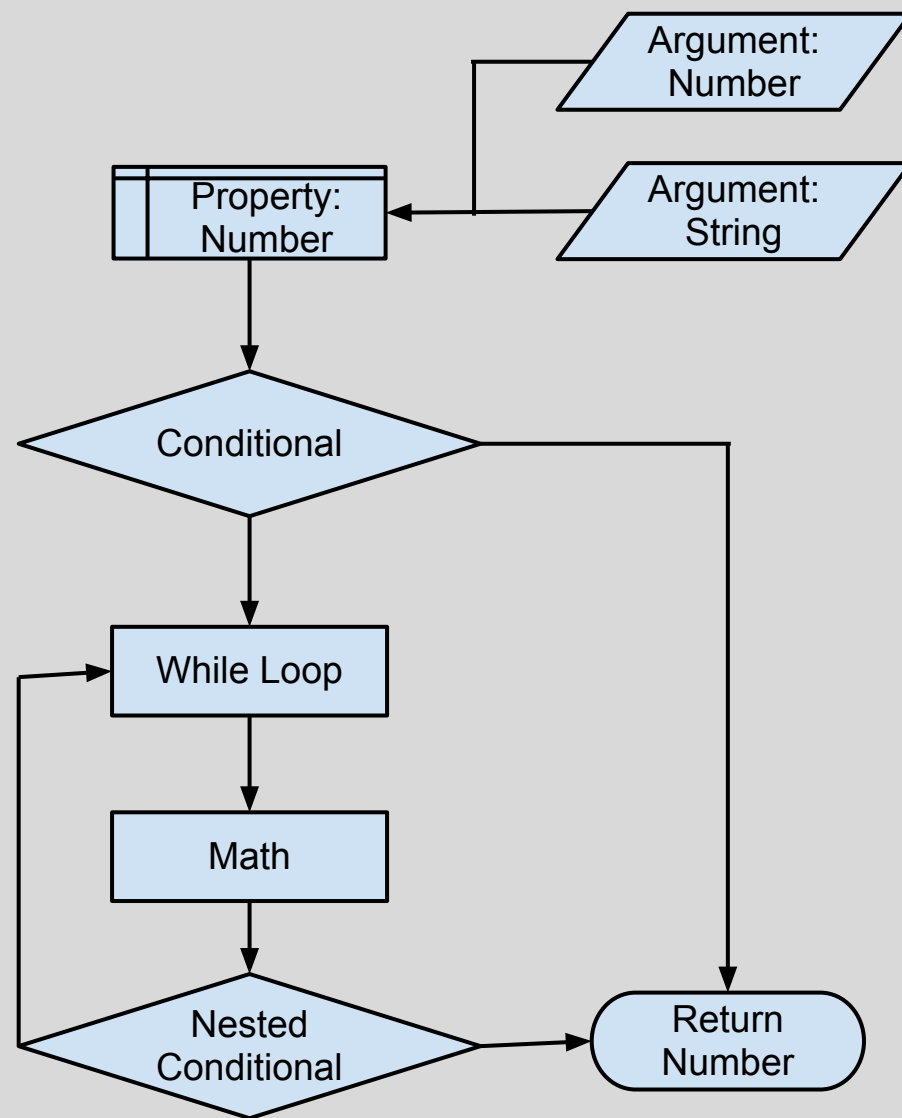 Argument:
Number
Property:
Number
Argument:
String
Conditional
While Loop
Math
Nested
Conditional
Return
Number